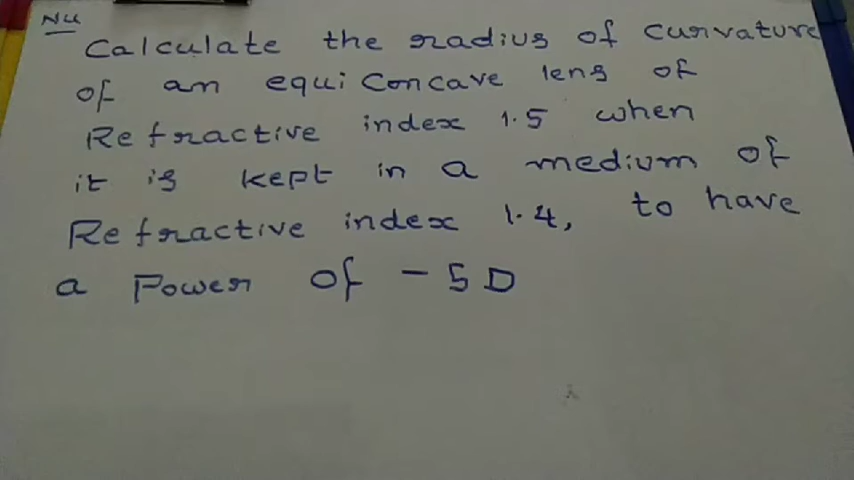 Nu
Calculate the radius of curvature
of an equi Concave lens of
Refractive index 1.5 when
it is kept in a medium of
Refractive index 1.4, to have
a Power of - 5 D